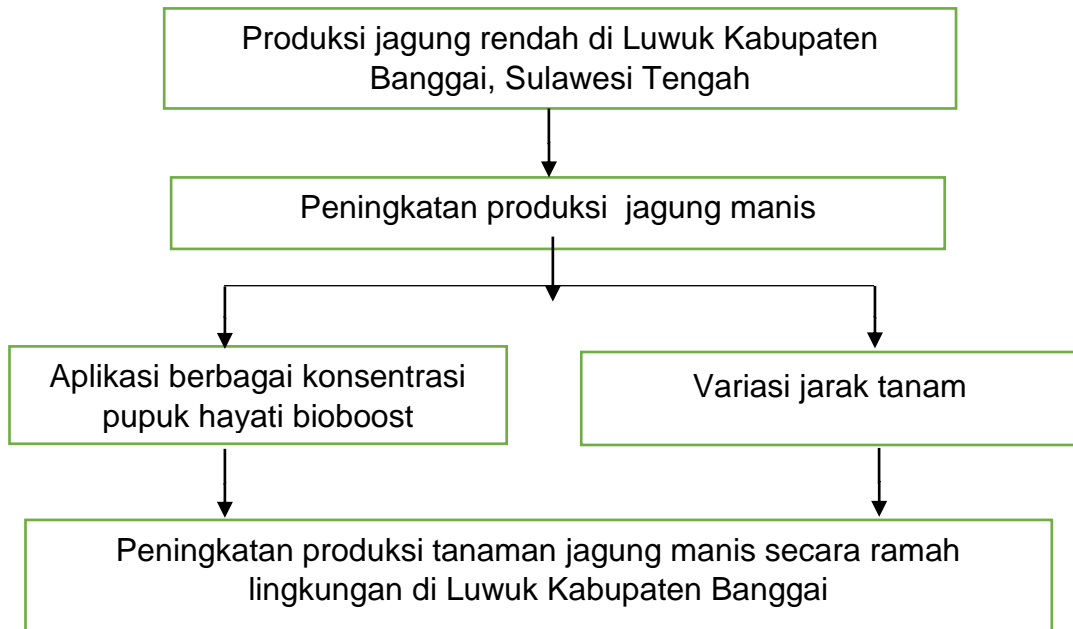 Produksi jagung rendah di Luwuk Kabupaten
Banggai, Sulawesi Tengah
Peningkatan produksi jagung manis
Aplikasi berbagai konsentrasi
pupuk hayati bioboost
Variasi jarak tanam
Peningkatan produksi tanaman jagung manis secara ramah
lingkungan di Luwuk Kabupaten Banggai